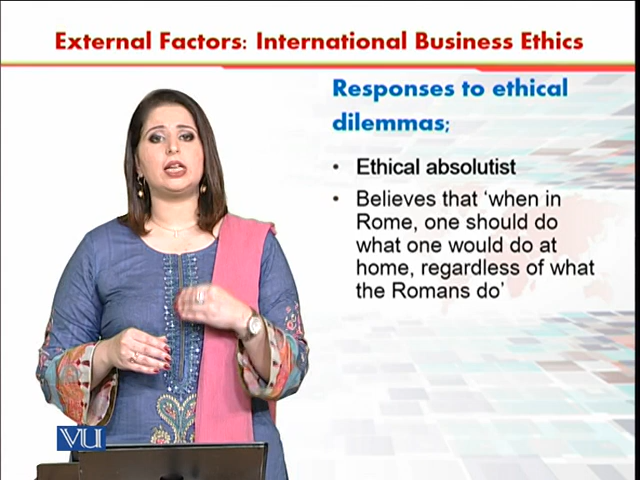 External Factors: International Business Ethics
Responses to ethical
dilemmas;
• Ethical absolutist
• Believes that ‘when in
Rome, one should do
what one would do at
home, regardless of what
the Romans do’
VU